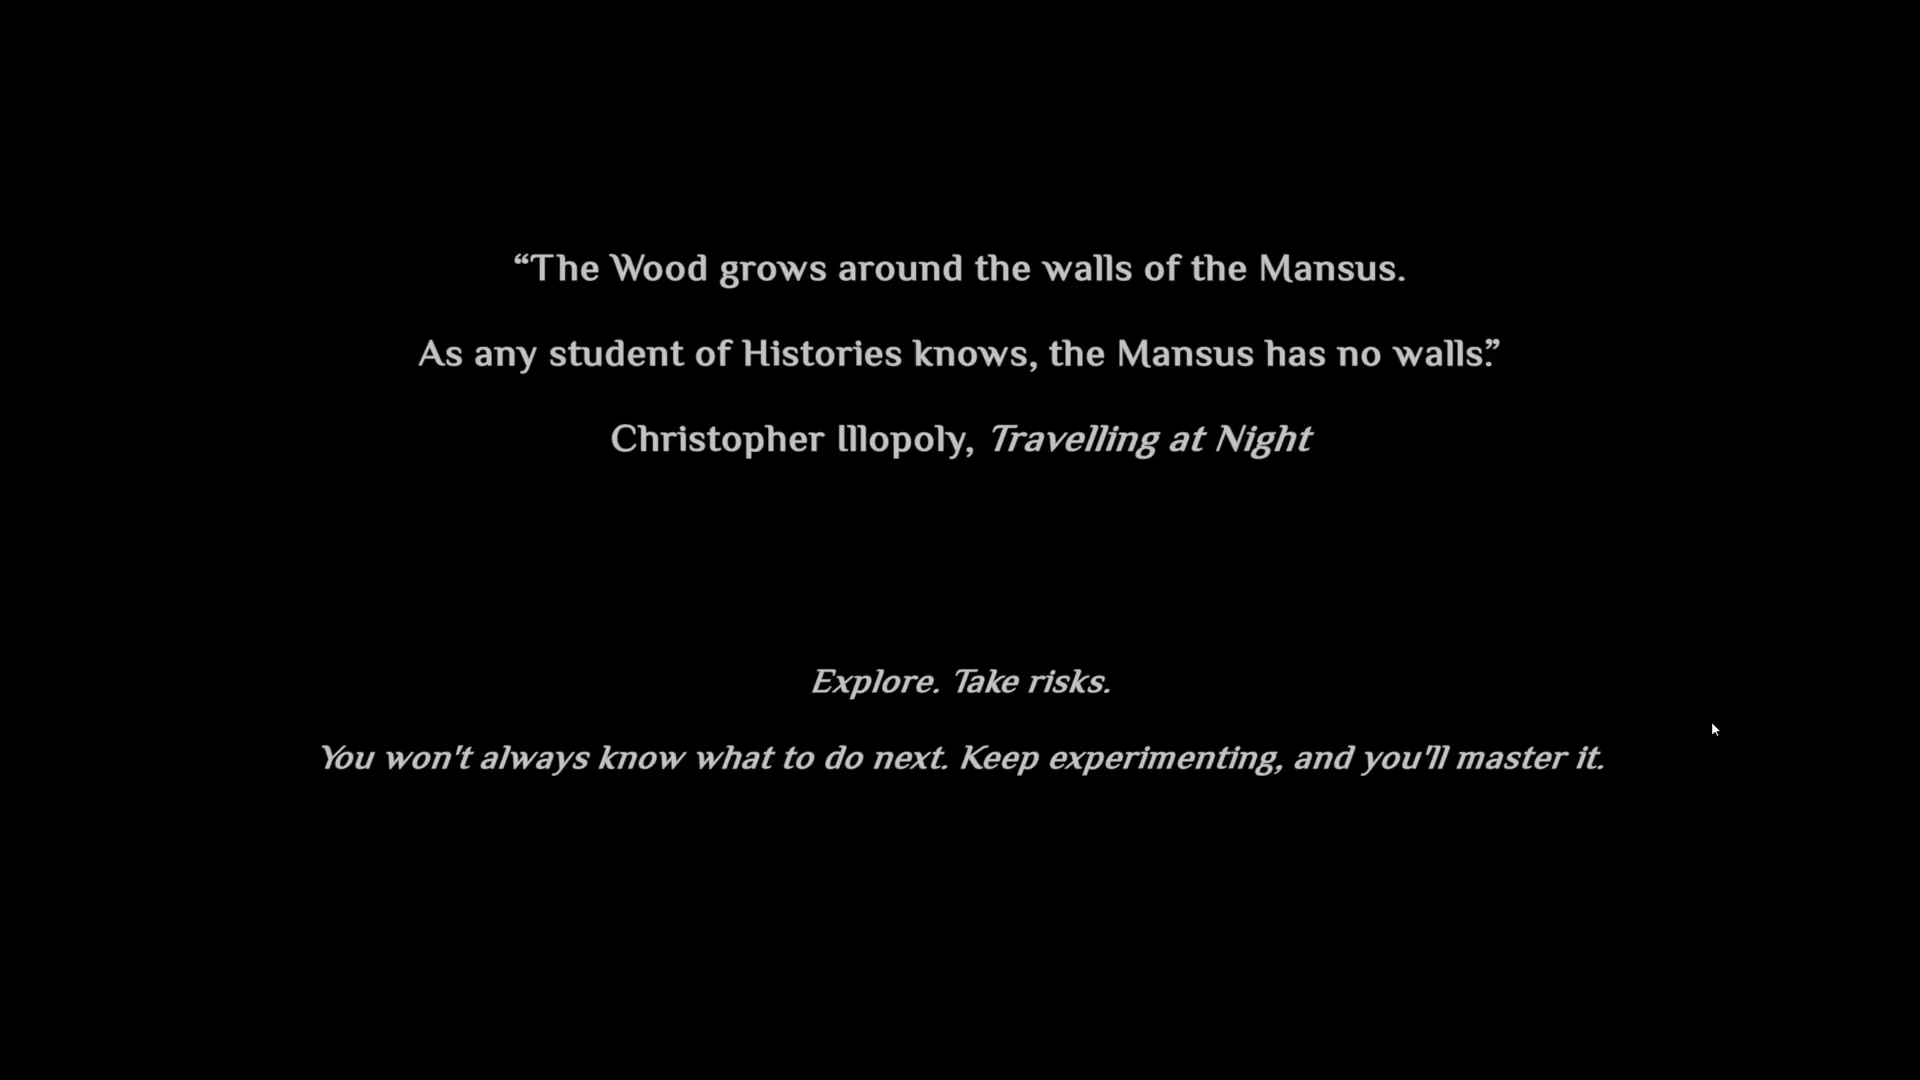 “The Wood grows around the walls of the Mansus.
As any student of Histories knows, the Mansus has no walls.”
Christopher Illopoly, Travelling at Night
Explore. Take risks.
You won't always know what to do next. Keep experimenting, and you'll master it.